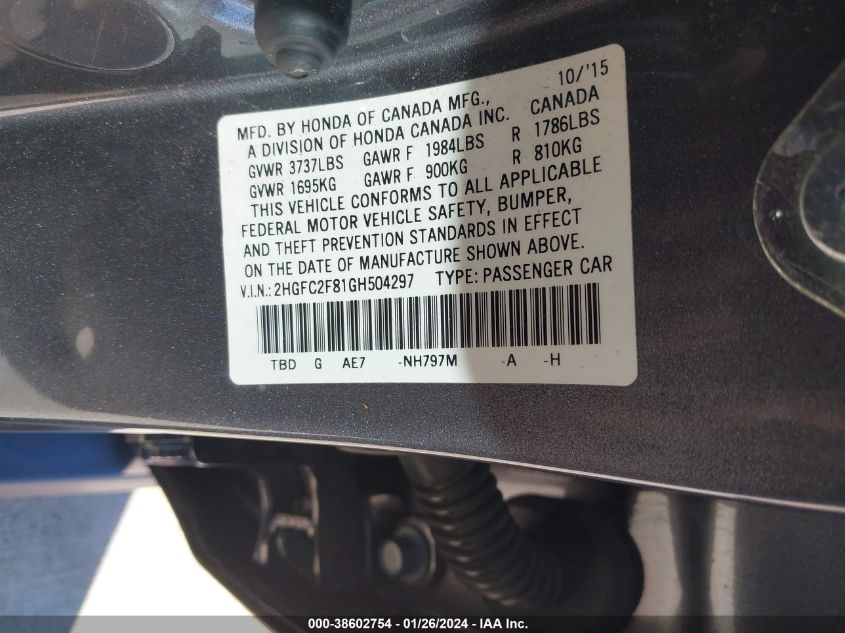 10/'15
MFD. BY HONDA OF CANADA MFG.,
A DIVISION OF HONDA CANADA INC. CANADA
GVWR 3737LBS GAWR F 1984LBS R 1786LBS
GVWR 1695KG GAWR F 900KG R 810KG
THIS VEHICLE CONFORMS TO ALL APPLICABLE
FEDERAL MOTOR VEHICLE SAFETY, BUMPER,
AND THEFT PREVENTION STANDARDS IN EFFECT
ON THE DATE OF MANUFACTURE SHOWN ABOVE.
V.I.N.: 2HGFC2F81GH504297 TYPE: PASSENGER CAR
TBD G AE7 -NH797M -A -H
000-38602754 - 01/26/2024 - IAA Inc.